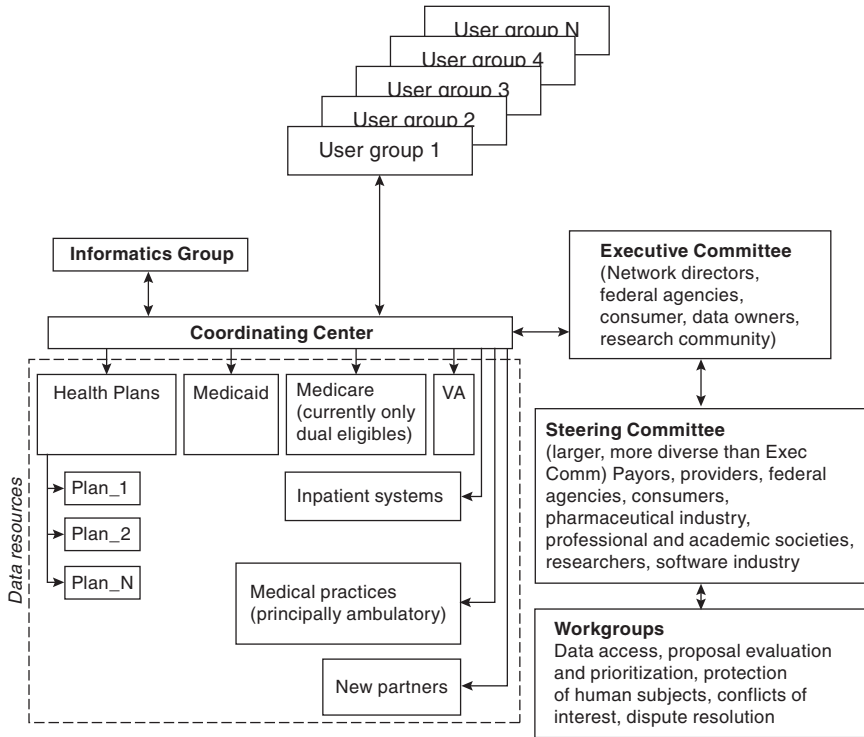 User group N
User group 4
User group 3
User group 2
User group 1
Informatics Group
Coordinating Center
Executive Committee
(Network directors,
federal agencies,
consumer, data owners,
research community)
Data resources
Health Plans
Medicaid
Medicare
(currently only
dual eligibles)
VA
Plan_1
Plan_2
Plan_N
Inpatient systems
Medical practices
(principally ambulatory)
New partners
Steering Committee
(larger, more diverse than Exec
Comm) Payors, providers, federal
agencies, consumers,
pharmaceutical industry,
professional and academic societies,
researchers, software industry
Workgroups
Data access, proposal evaluation
and prioritization, protection
of human subjects, conflicts of
interest, dispute resolution